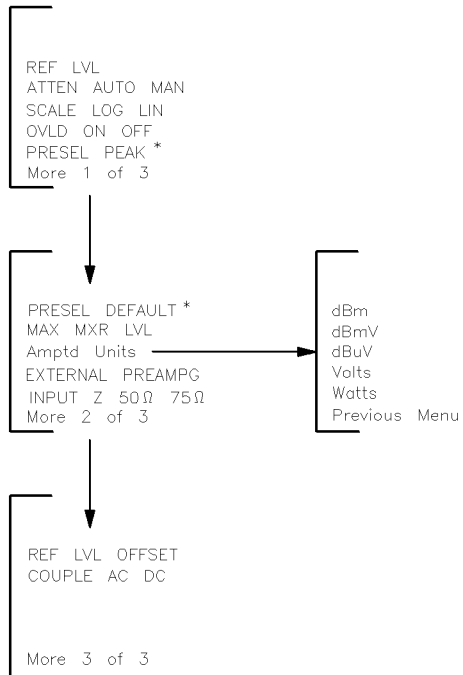 REF LVL
ATTEN AUTO MAN
SCALE LOG LIN
OVLD ON OFF
PRESEL PEAK *
More 1 of 3
PRESEL DEFAULT *
MAX MXR LVL
Amptd Units
EXTERNAL PREAMPG
INPUT Z 50Ω 75Ω
More 2 of 3
dBm
dBmV
dBuV
Volts
Watts
Previous Menu
REF LVL OFFSET
COUPLE AC DC
More 3 of 3